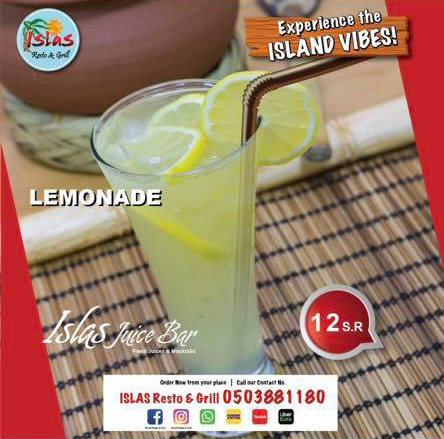 Islas
Resto & Grill
Experience the
ISLAND VIBES!
LEMONADE
Islas Juice Bar
Fresh Juices & Mocktails
12 S.R
Order Now from your place | Call our Contact No.
ISLAS Resto & Grill 0503881180
Uber
Eats